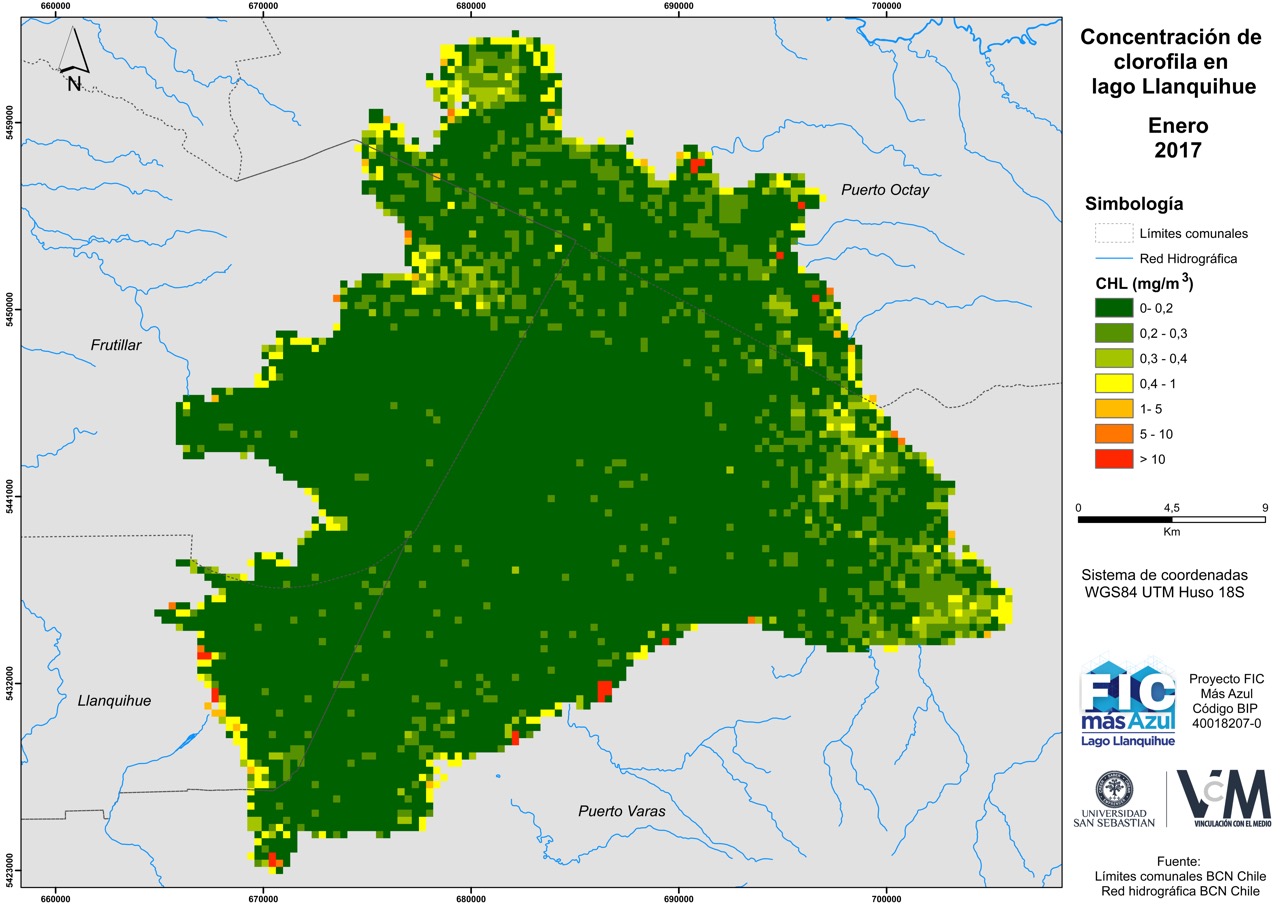 660000
670000
680000
690000
700000
N
5459000
5450000
5441000
5432000
5423000
Puerto Octay
Frutillar
Llanquihue
Puerto Varas
660000
670000
680000
690000
700000
Concentración de
clorofila en
lago Llanquihue
Enero
2017
Simbología
Límites comunales
Red Hidrográfica
CHL (mg/m³)
0- 0,2
0,2 - 0,3
0,3 - 0,4
0,4 - 1
1- 5
5 - 10
> 10
0 4,5 9
Km
Sistema de coordenadas
WGS84 UTM Huso 18S
FIC
más Azul
Lago Llanquihue
Proyecto FIC
Más Azul
Código BIP
40018207-0
UNIVERSIDAD
SAN SEBASTIAN
VCM
VINCULACIÓN CON EL MEDIO
Fuente:
Límites comunales BCN Chile
Red hidrográfica BCN Chile